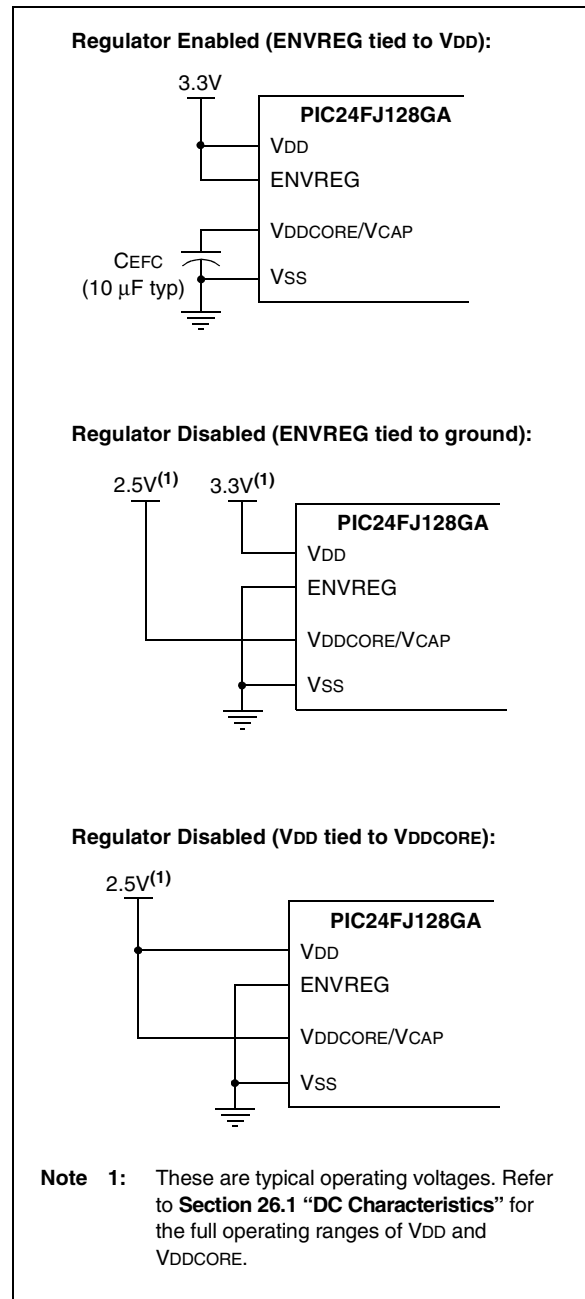 Regulator Enabled (ENVREG tied to VDD):
3.3V
PIC24FJ128GA
VDD
ENVREG
VDDCORE/VCAP
CEFC
(10 μF typ)
VSS
Regulator Disabled (ENVREG tied to ground):
2.5V(1) 3.3V(1)
PIC24FJ128GA
VDD
ENVREG
VDDCORE/VCAP
VSS
Regulator Disabled (VDD tied to VDDCORE):
2.5V(1)
PIC24FJ128GA
VDD
ENVREG
VDDCORE/VCAP
VSS
Note 1: These are typical operating voltages. Refer
to Section 26.1 “DC Characteristics” for
the full operating ranges of VDD and
VDDCORE.